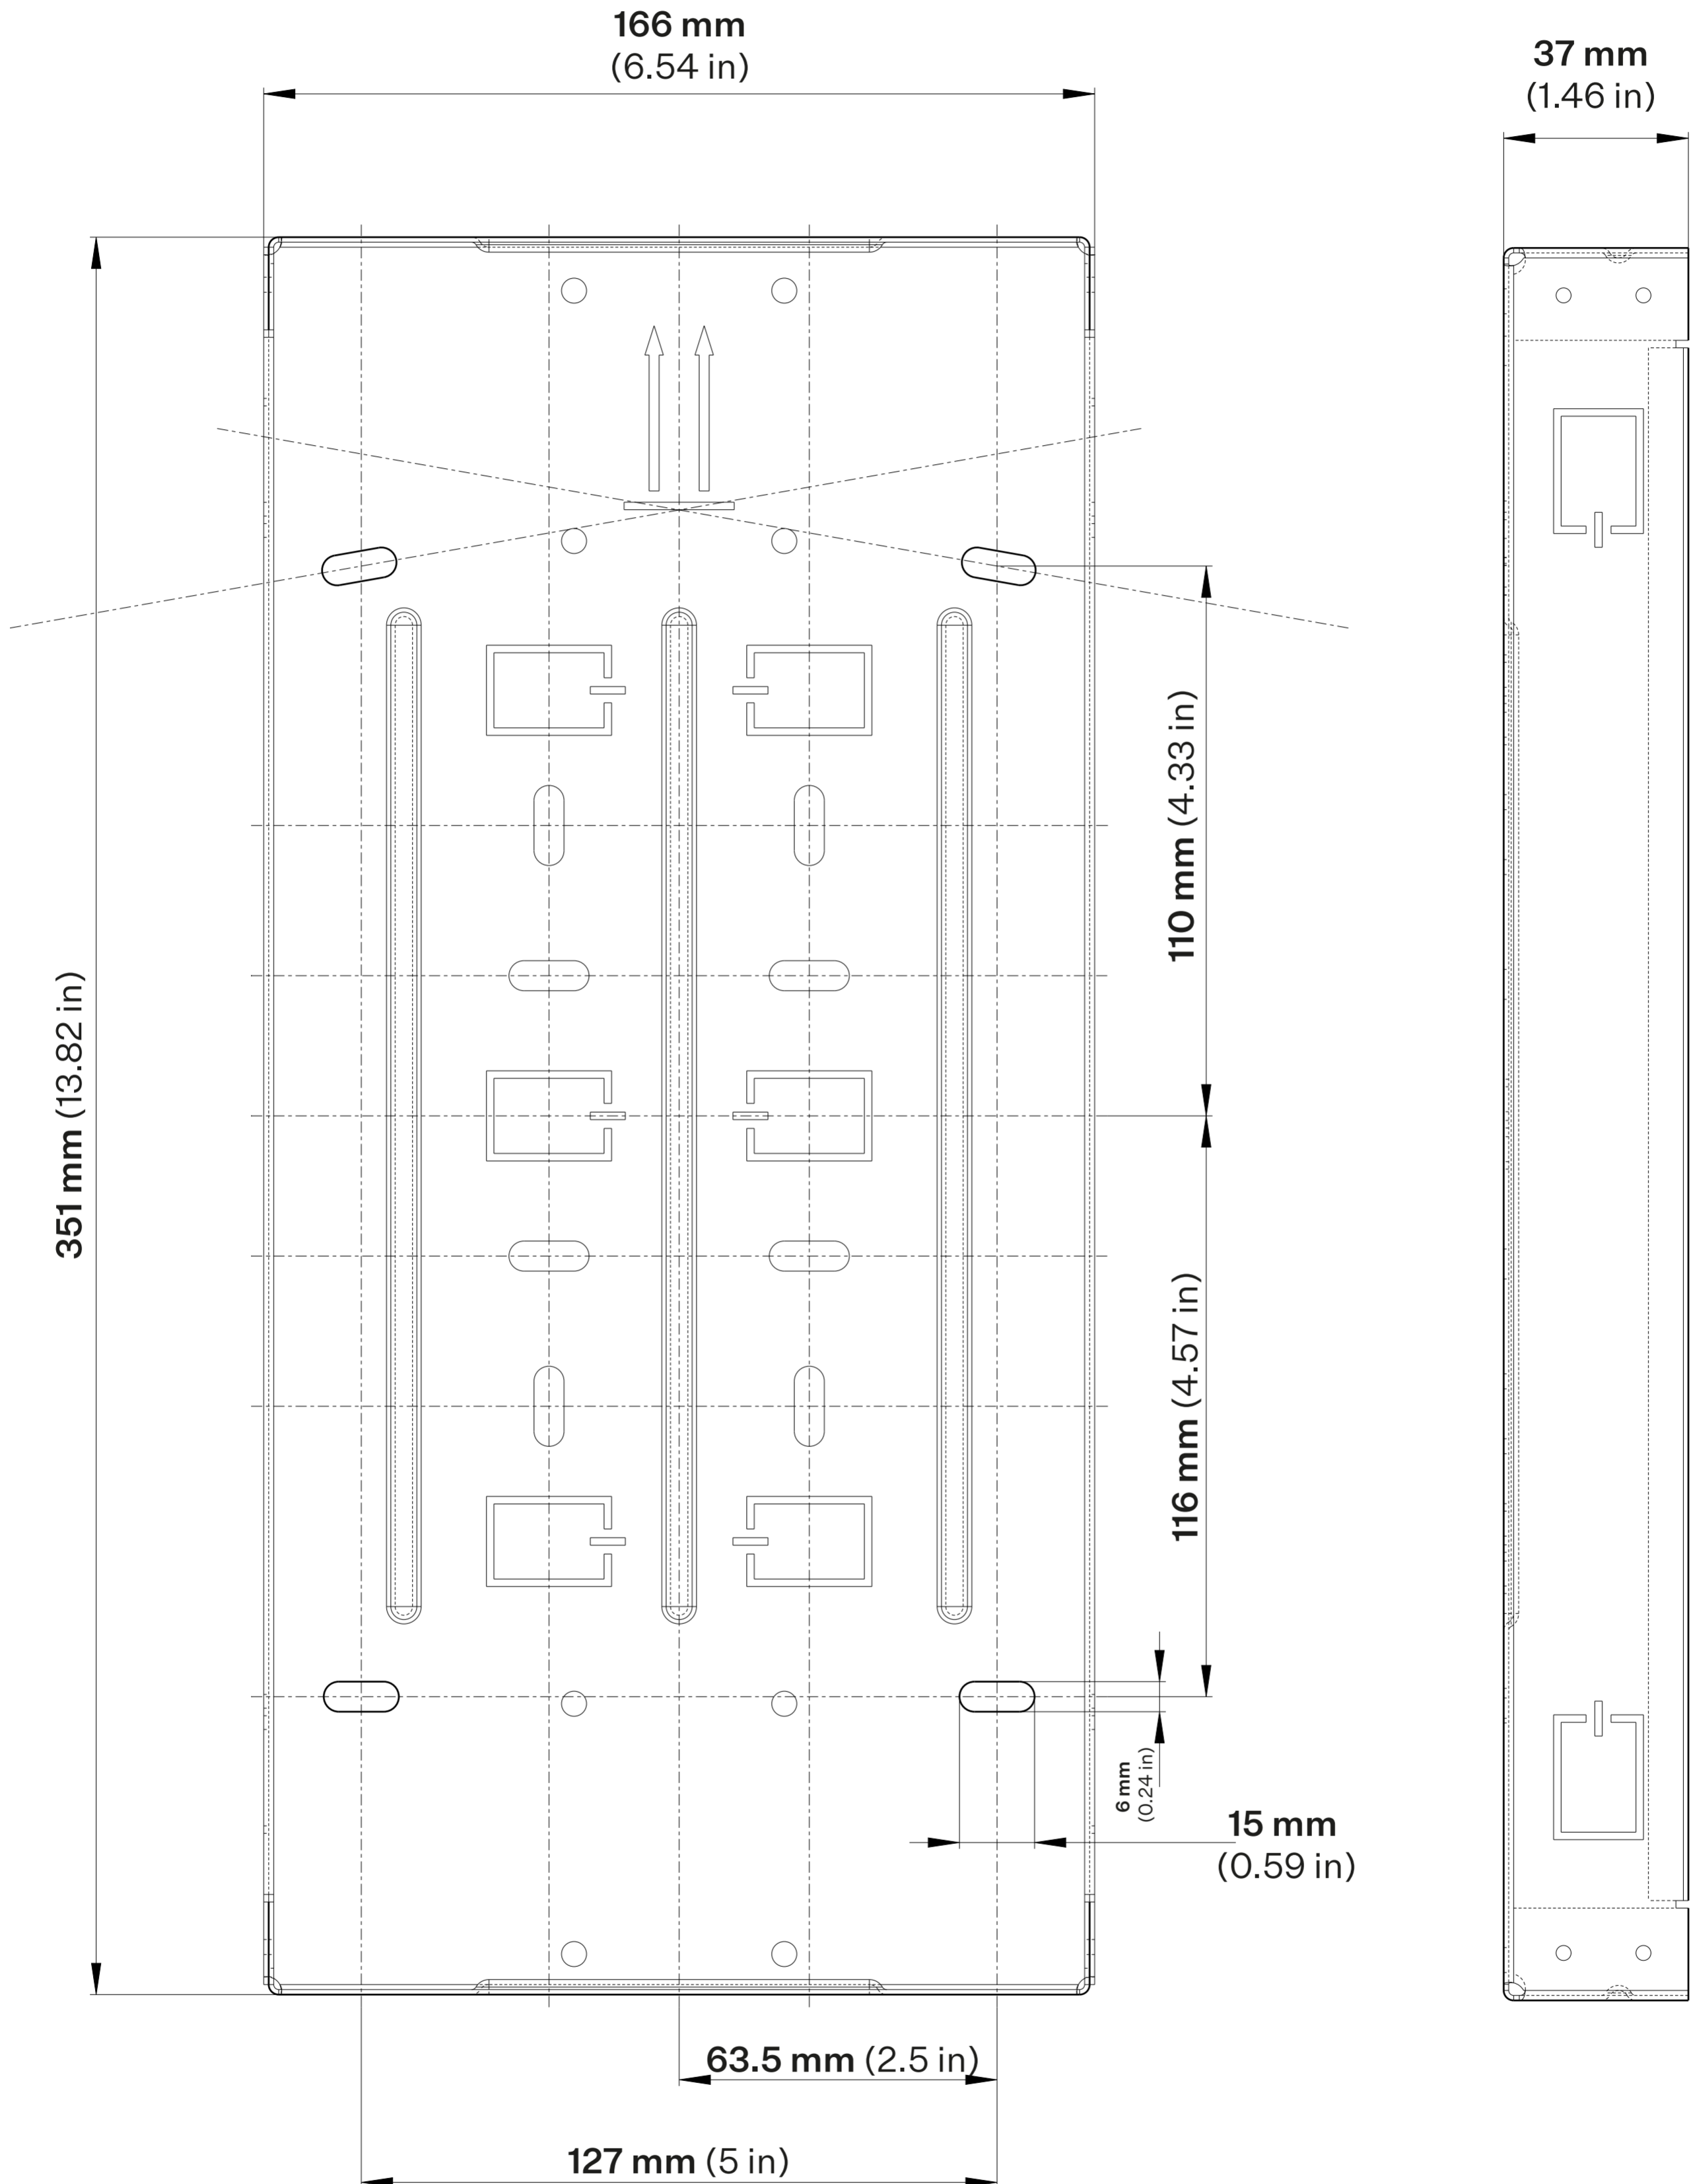 166 mm
(6.54 in)
37 mm
(1.46 in)
110 mm (4.33 in)
351 mm (13.82 in)
116 mm (4.57 in)
6 mm
(0.24 in)
15 mm
(0.59 in)
63.5 mm (2.5 in)
127 mm (5 in)